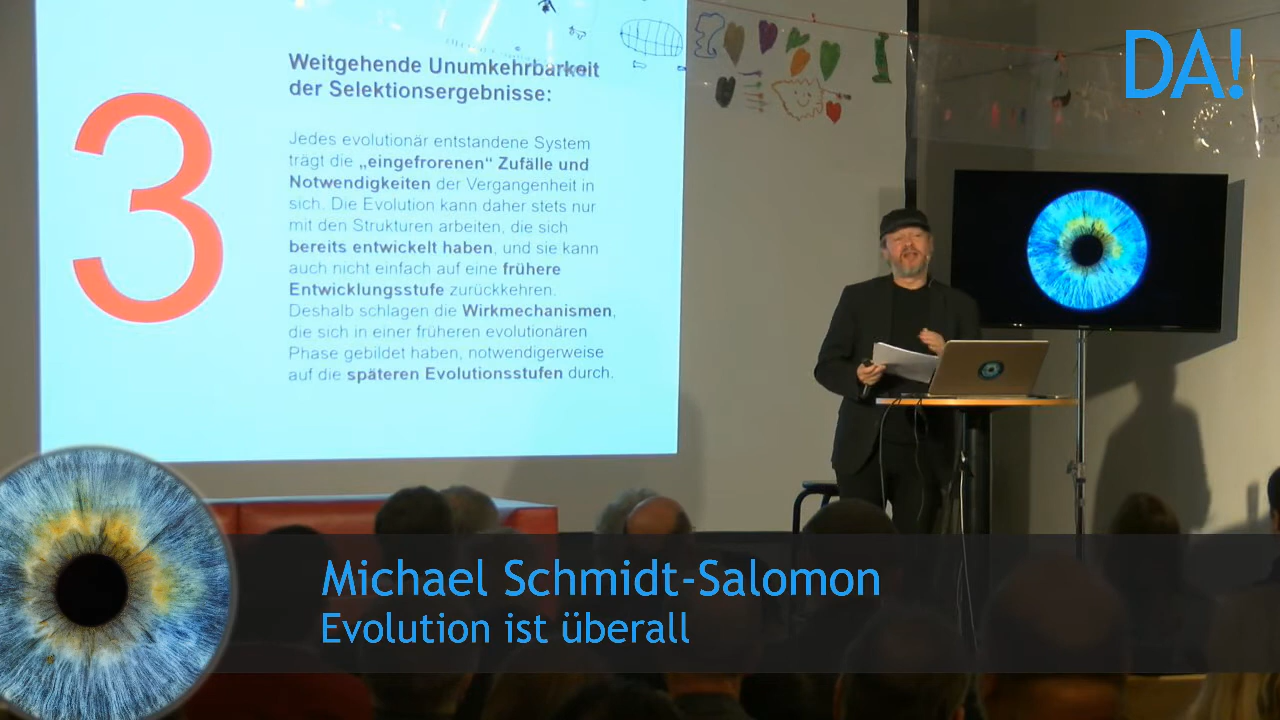 DA!
3
Weitgehende Unumkehrbarkeit
der Selektionsergebnisse:
Jedes evolutionär entstandene System
trägt die „eingefrorenen“ Zufälle und
Notwendigkeiten der Vergangenheit in
sich. Die Evolution kann daher stets nur
mit den Strukturen arbeiten, die sich
bereits entwickelt haben, und sie kann
auch nicht einfach auf eine frühere
Entwicklungsstufe zurückkehren.
Deshalb schlagen die Wirkmechanismen,
die sich in einer früheren evolutionären
Phase gebildet haben, notwendigerweise
auf die späteren Evolutionsstufen durch.
Michael Schmidt-Salomon
Evolution ist überall